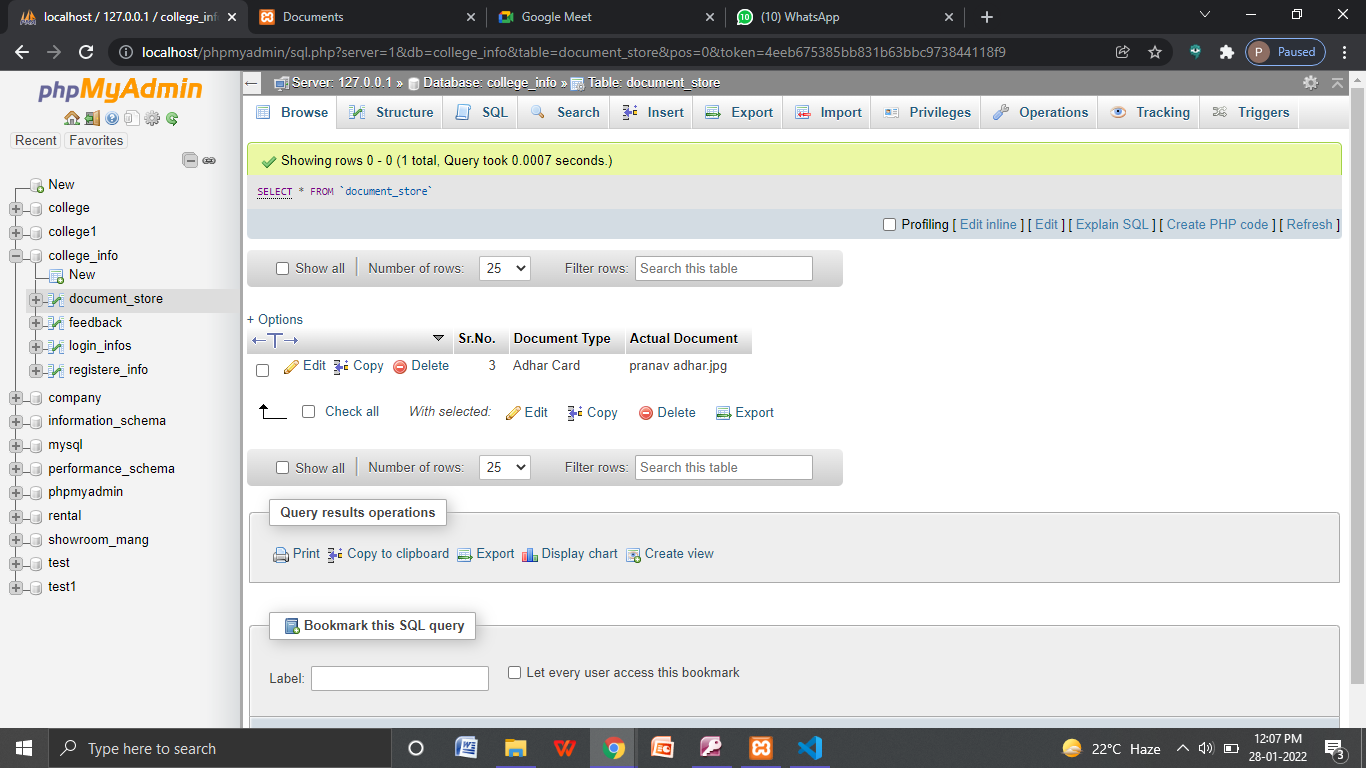 localhost / 127.0.0.1 / college_inf
Documents
Google Meet
(10) WhatsApp
localhost/phpmyadmin/sql.php?server=1&db=college_info&table=document_store&pos=0&token=4eeb675385bb831b63bbc973844118f9
P Paused
phpMyAdmin
Recent Favorites
New
college
college1
college_info
New
document_store
feedback
login_infos
registere_info
company
information_schema
mysql
performance_schema
phpmyadmin
rental
showroom_mang
test
test1
Server: 127.0.0.1 » Database: college_info » Table: document_store
Browse Structure SQL Search Insert Export Import Privileges Operations Tracking Triggers
Showing rows 0 - 0 (1 total, Query took 0.0007 seconds.)
SELECT * FROM `document_store`
Profiling [ Edit inline ] [ Edit ] [ Explain SQL ] [ Create PHP code ] [ Refresh ]
Show all Number of rows: 25 Filter rows: Search this table
+ Options
Sr.No. Document Type Actual Document
Edit Copy Delete 3 Adhar Card pranav adhar.jpg
Check all With selected: Edit Copy Delete Export
Show all Number of rows: 25 Filter rows: Search this table
Query results operations
Print Copy to clipboard Export Display chart Create view
Bookmark this SQL query
Label: Let every user access this bookmark
Type here to search
22°C Haze
12:07 PM
28-01-2022
3